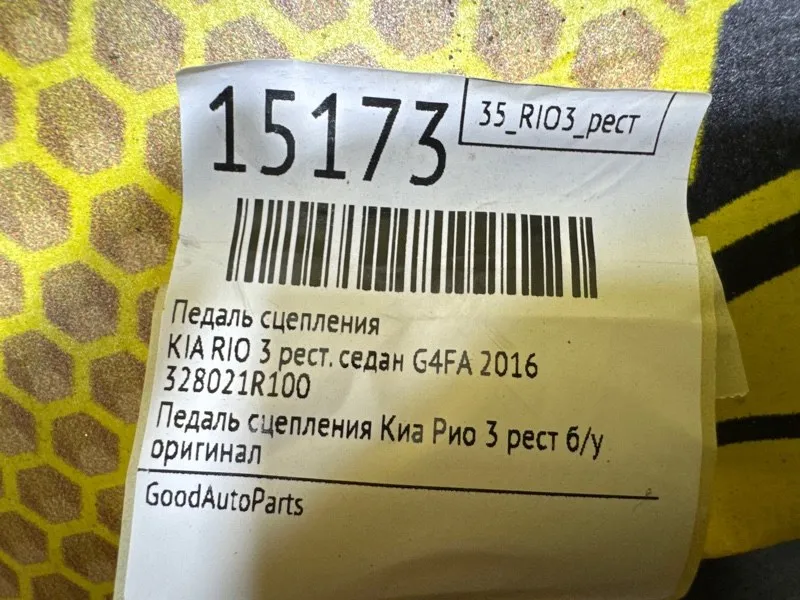 15173
35_RIO3_рест
Педаль сцепления
KIA RIO 3 рест. седан G4FA 2016
328021R100
Педаль сцепления Киа Рио 3 рест б/у
оригинал
GoodAutoParts